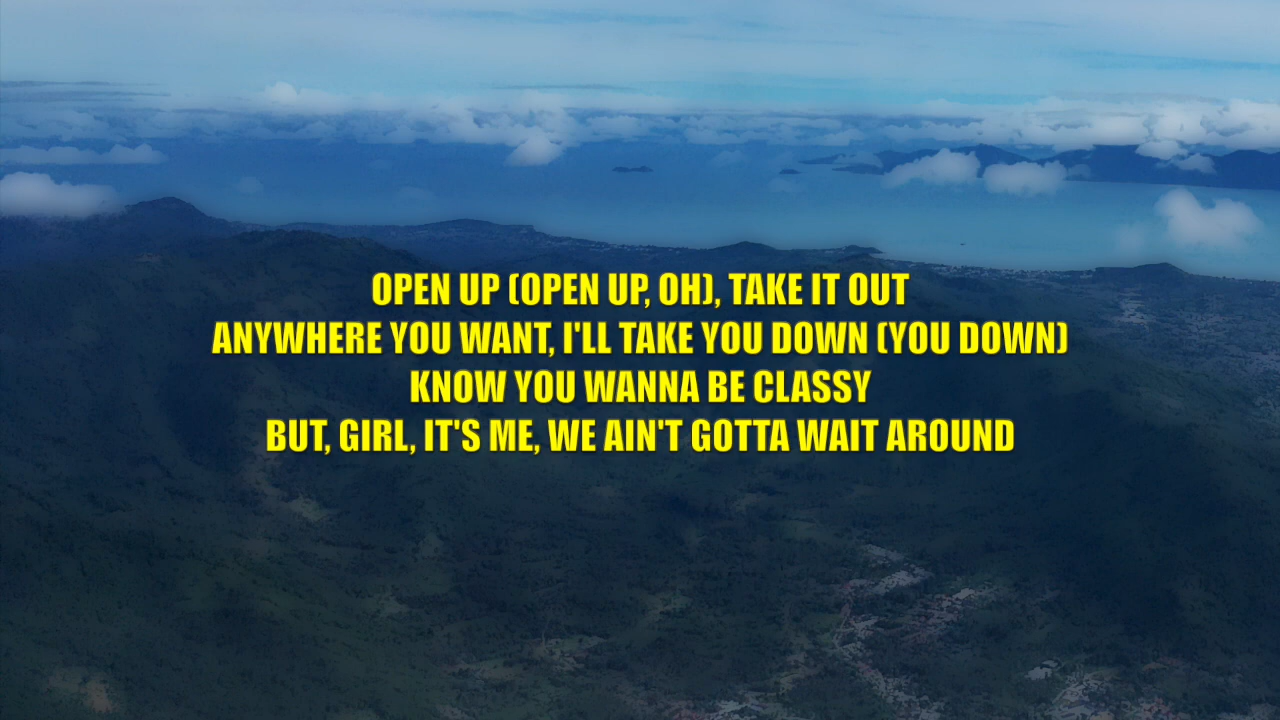 OPEN UP (OPEN UP, OH), TAKE IT OUT
ANYWHERE YOU WANT, I'LL TAKE YOU DOWN (YOU DOWN)
KNOW YOU WANNA BE CLASSY
BUT, GIRL, IT'S ME, WE AIN'T GOTTA WAIT AROUND